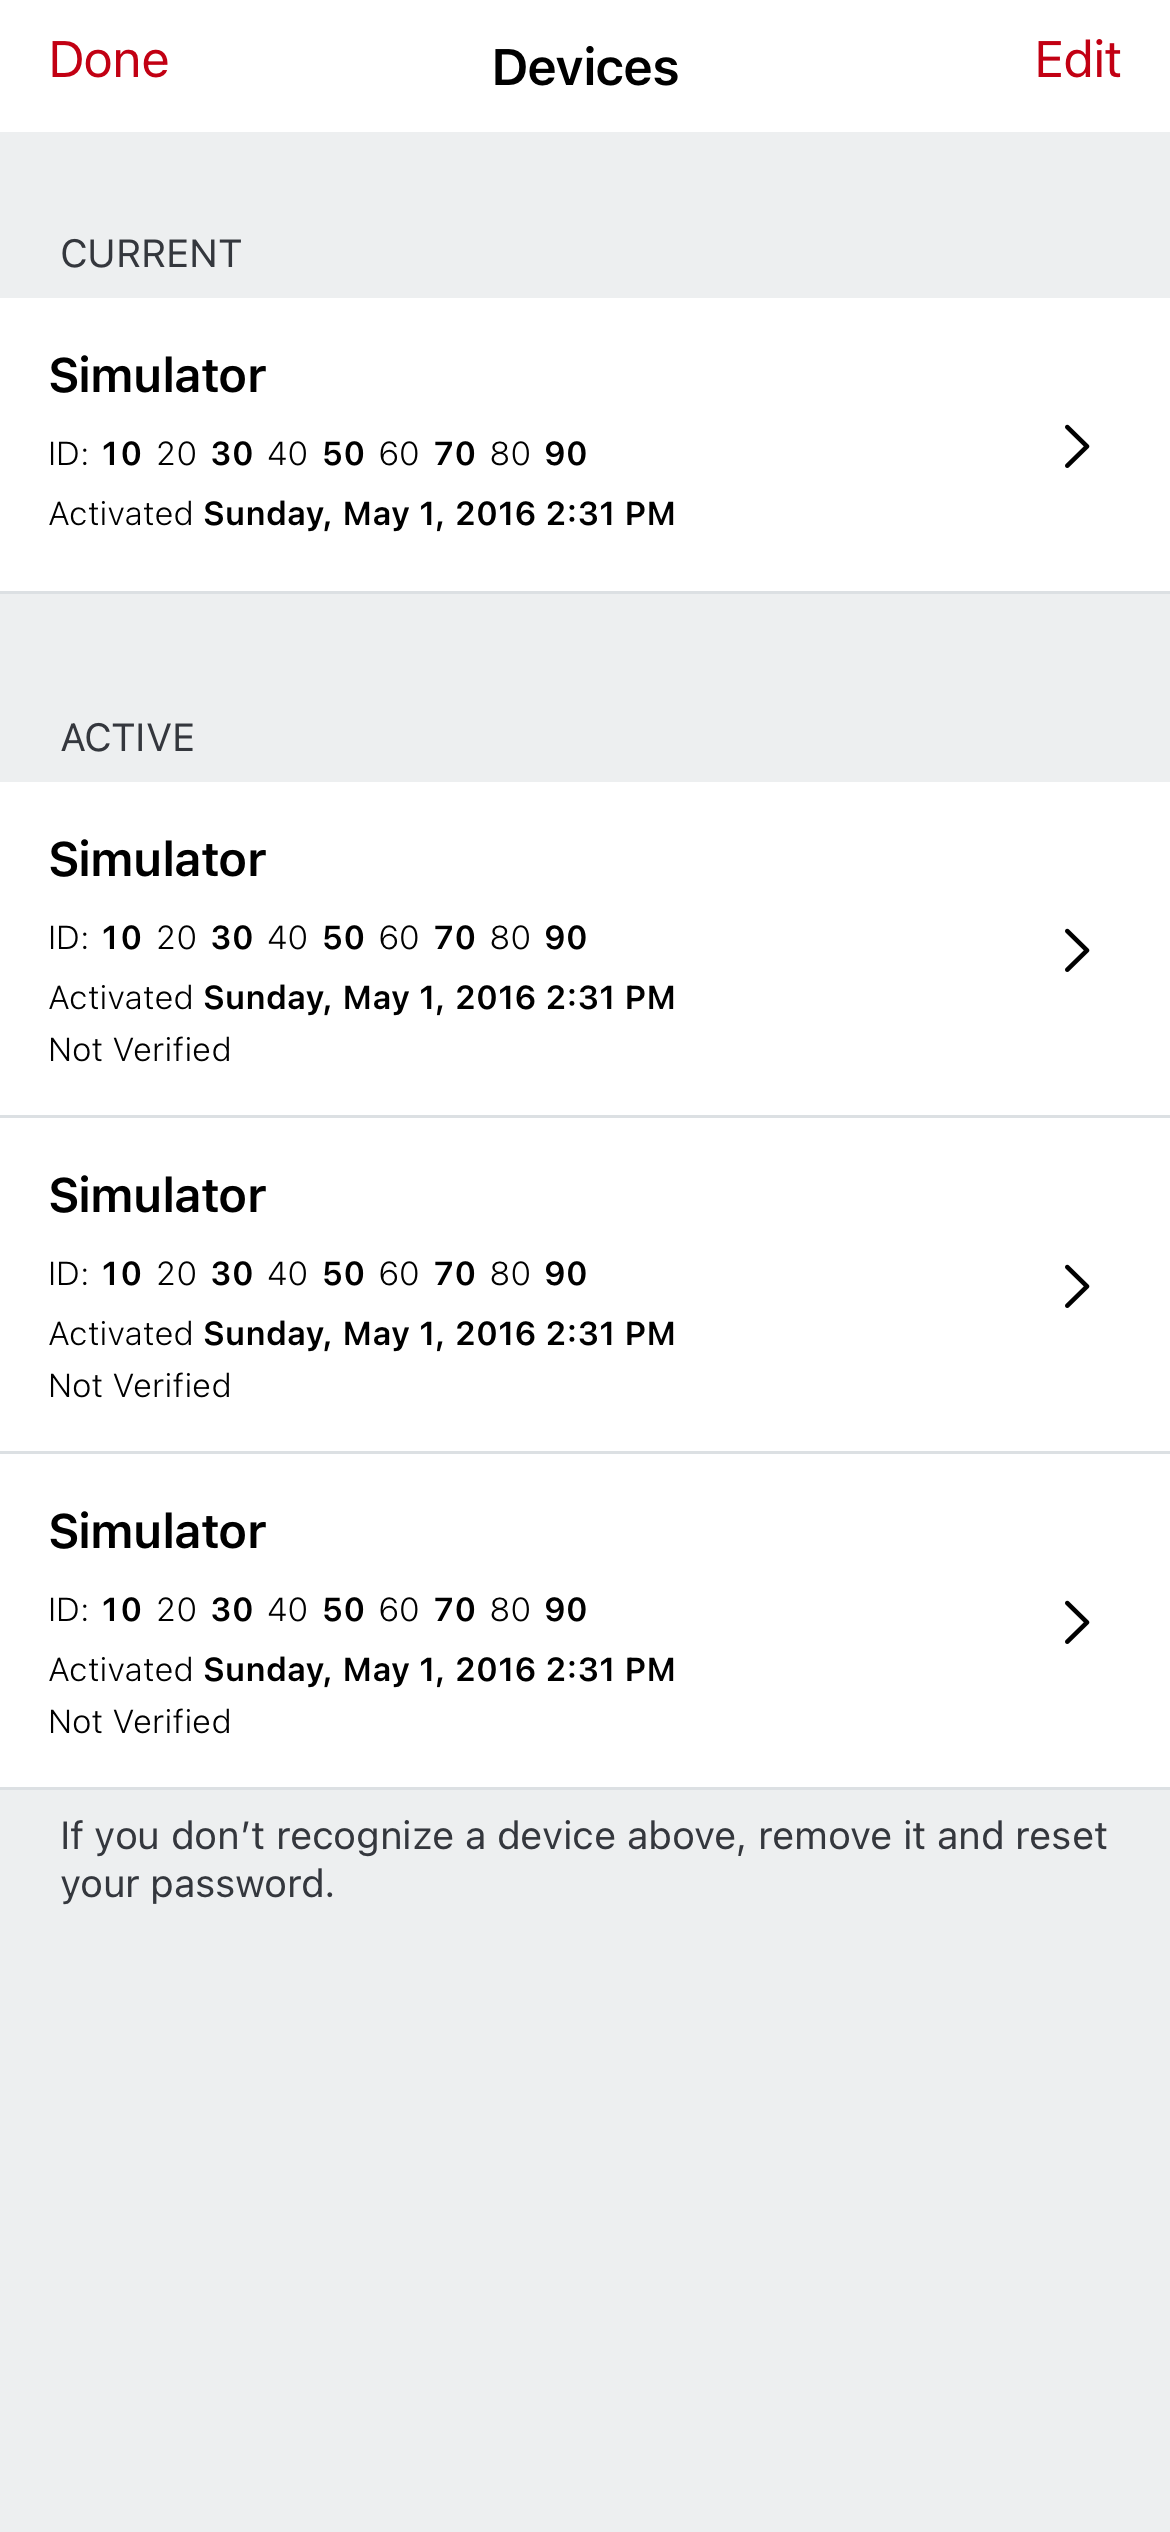 Done
Devices
Edit
CURRENT
Simulator
ID: 10 20 30 40 50 60 70 80 90
Activated Sunday, May 1, 2016 2:31 PM
ACTIVE
Simulator
ID: 10 20 30 40 50 60 70 80 90
Activated Sunday, May 1, 2016 2:31 PM
Not Verified
Simulator
ID: 10 20 30 40 50 60 70 80 90
Activated Sunday, May 1, 2016 2:31 PM
Not Verified
Simulator
ID: 10 20 30 40 50 60 70 80 90
Activated Sunday, May 1, 2016 2:31 PM
Not Verified
If you don’t recognize a device above, remove it and reset
your password.